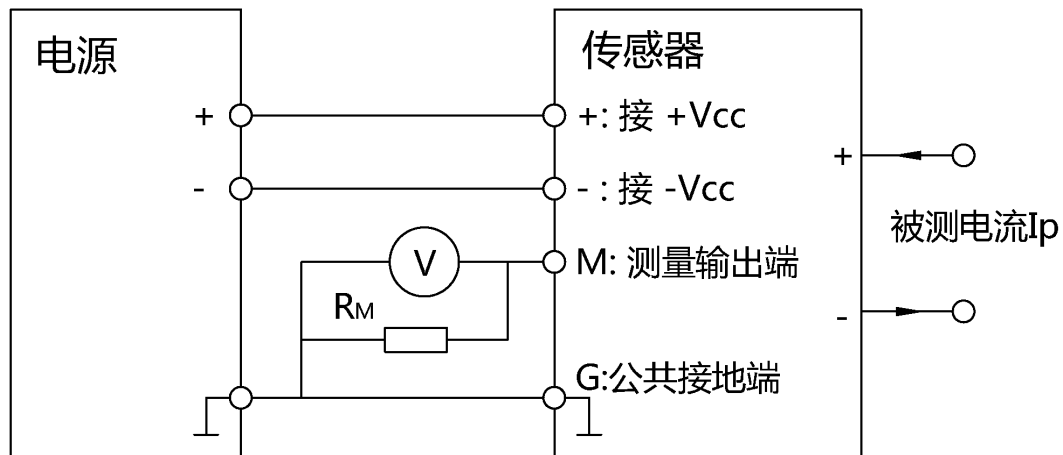 电源
传感器
+
+: 接 +Vcc
-
- : 接 -Vcc
+
被测电流Ip
-
V
M: 测量输出端
RM
G:公共接地端